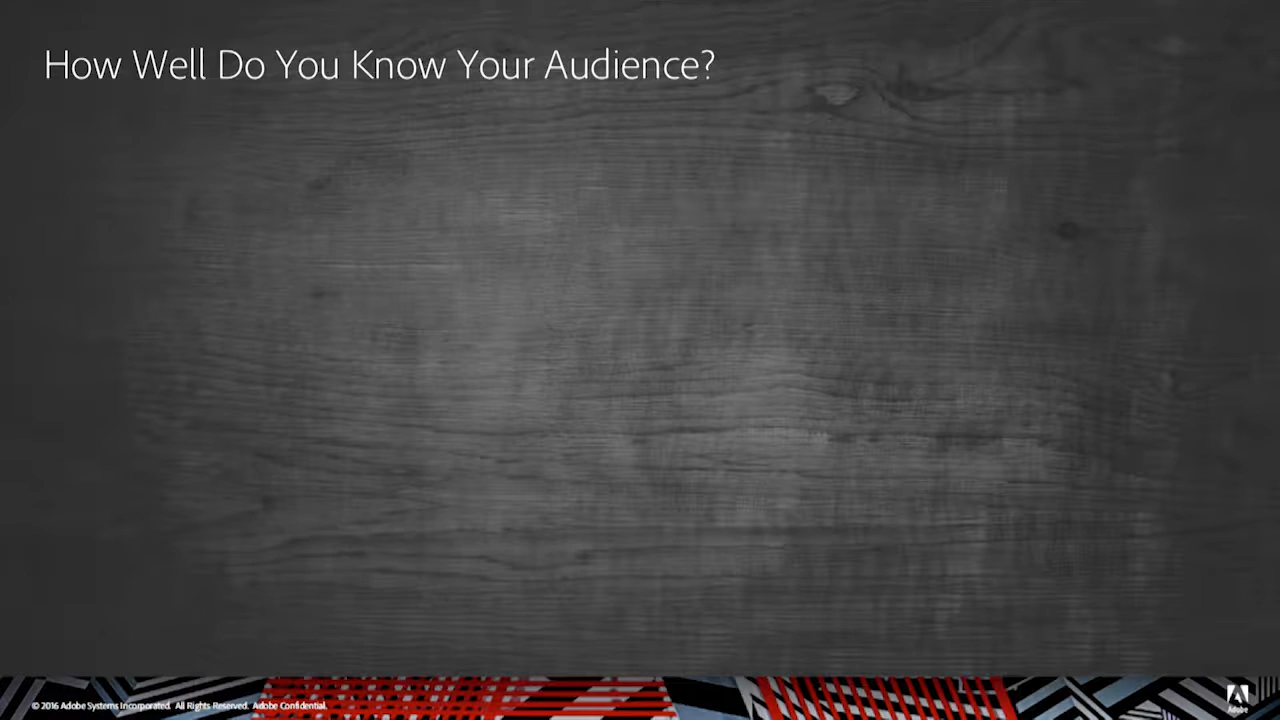 How Well Do You Know Your Audience?
© 2016 Adobe Systems Incorporated. All Rights Reserved. Adobe Confidential.
Adobe